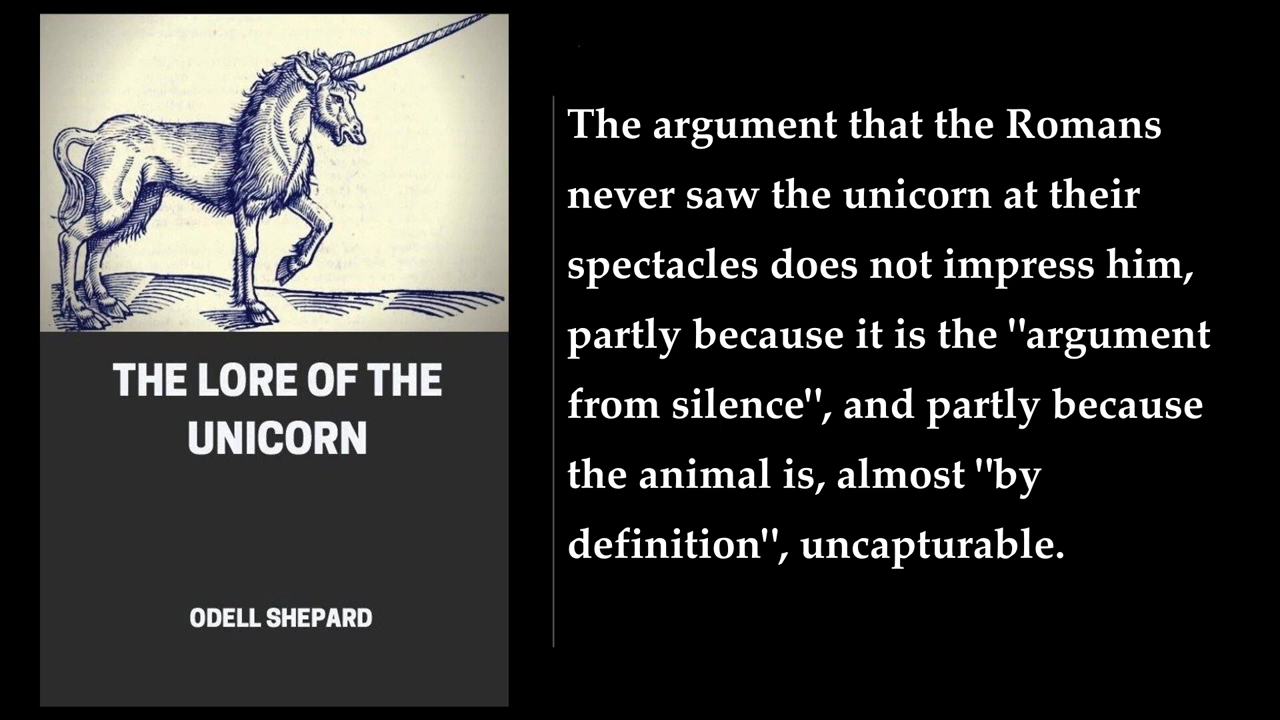 THE LORE OF THE
UNICORN
ODELL SHEPARD
The argument that the Romans
never saw the unicorn at their
spectacles does not impress him,
partly because it is the "argument
from silence", and partly because
the animal is, almost "by
definition", uncapturable.